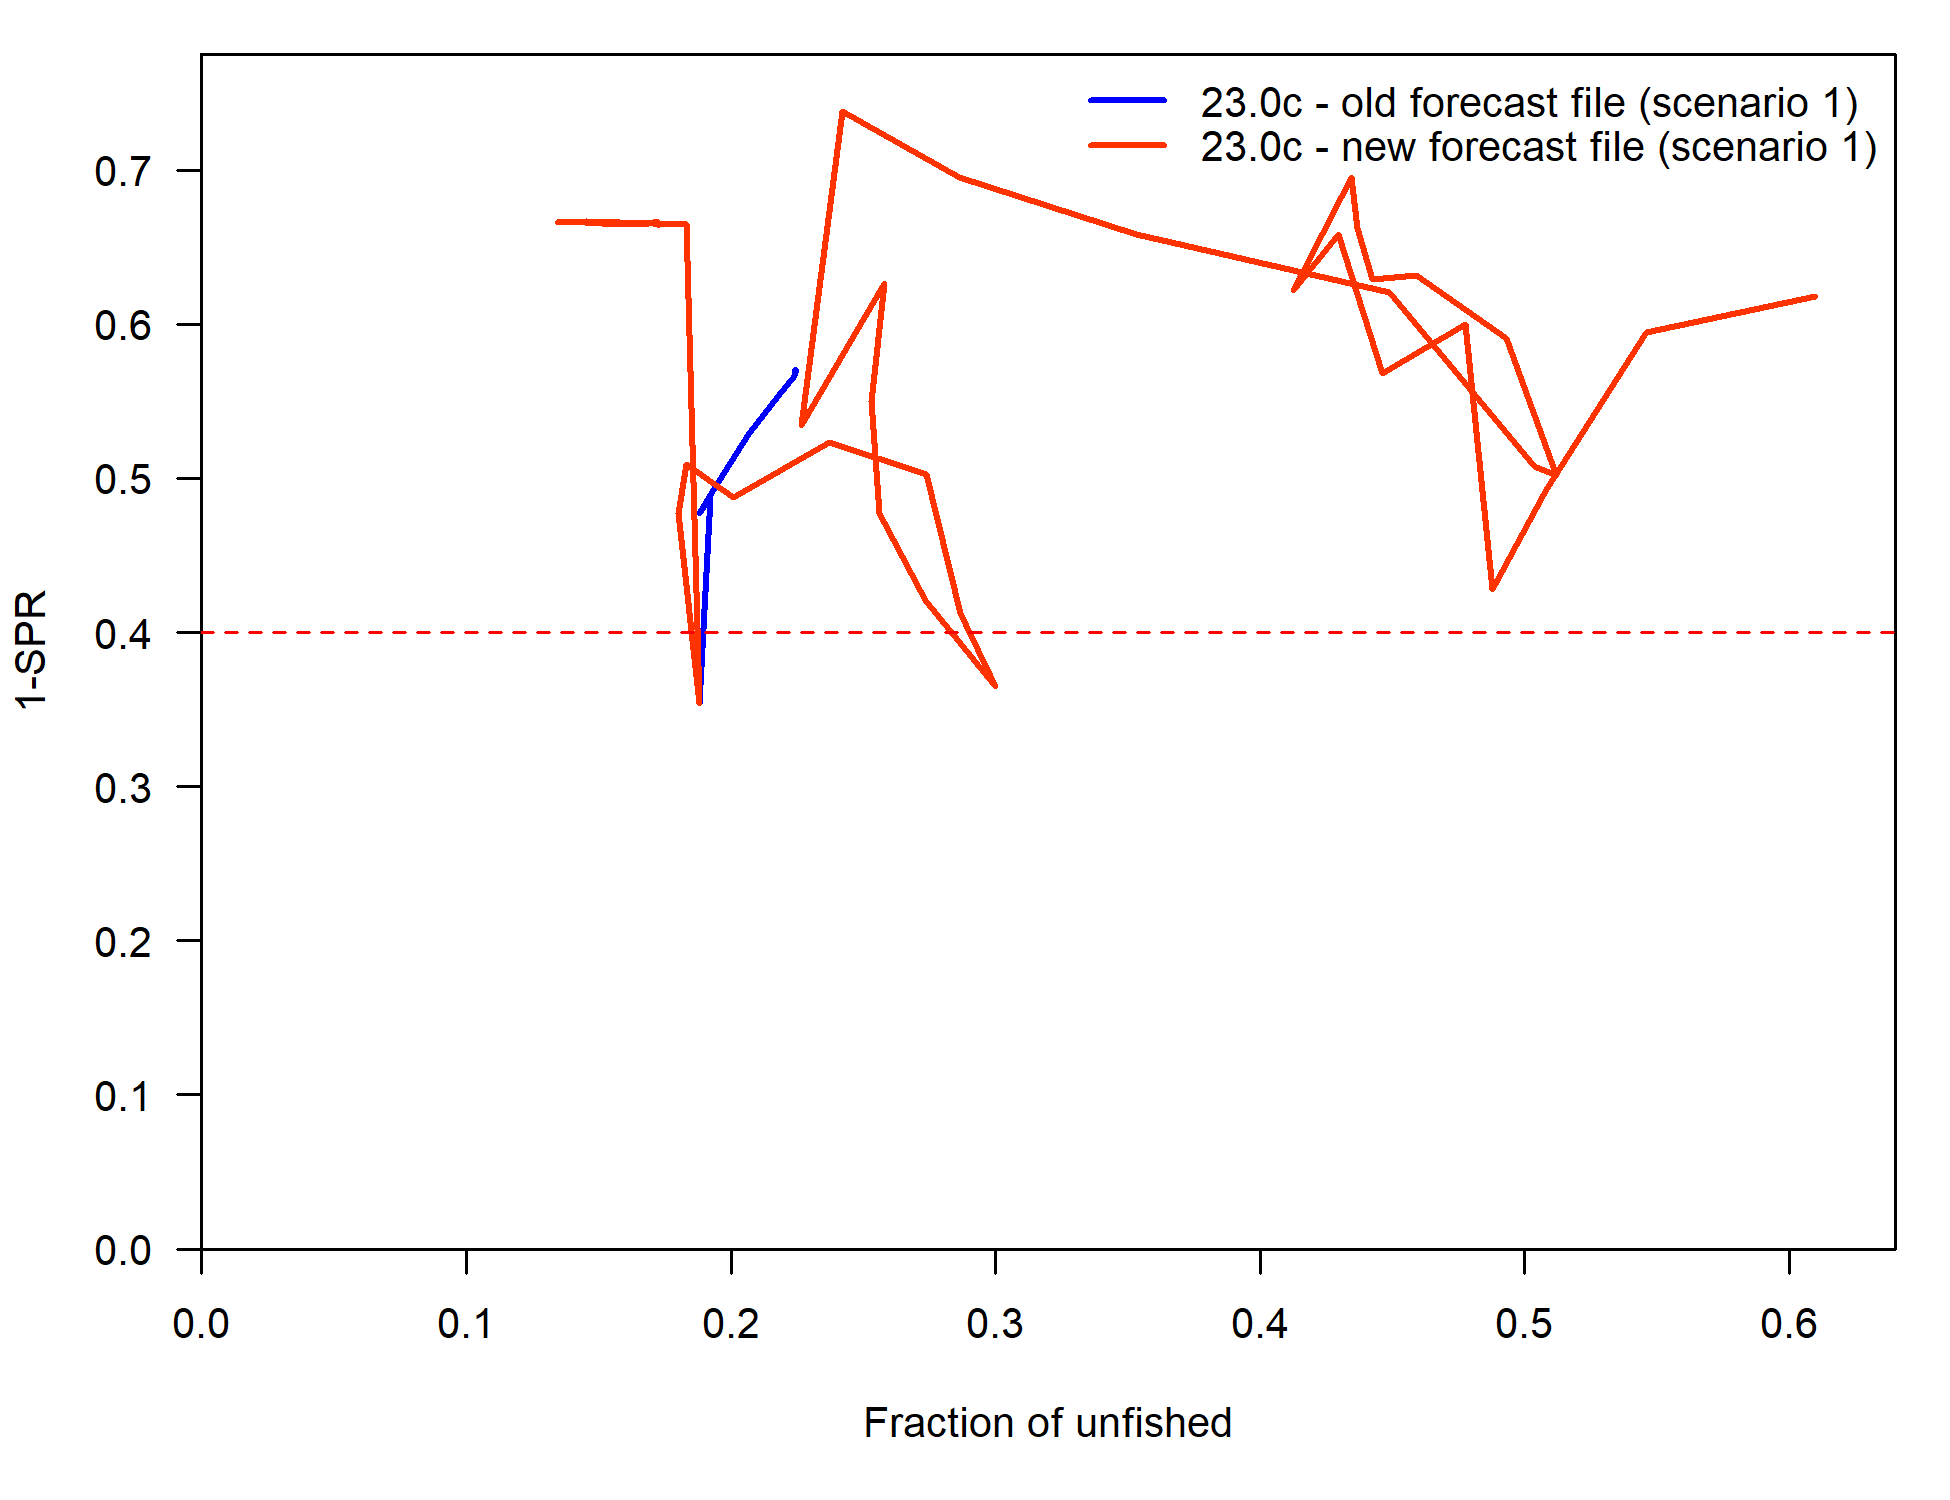 23.0c - old forecast file (scenario 1)
23.0c - new forecast file (scenario 1)
0.7
0.6
0.5
0.4
0.3
0.2
0.1
0.0
1-SPR
0.0 0.1 0.2 0.3 0.4 0.5 0.6
Fraction of unfished